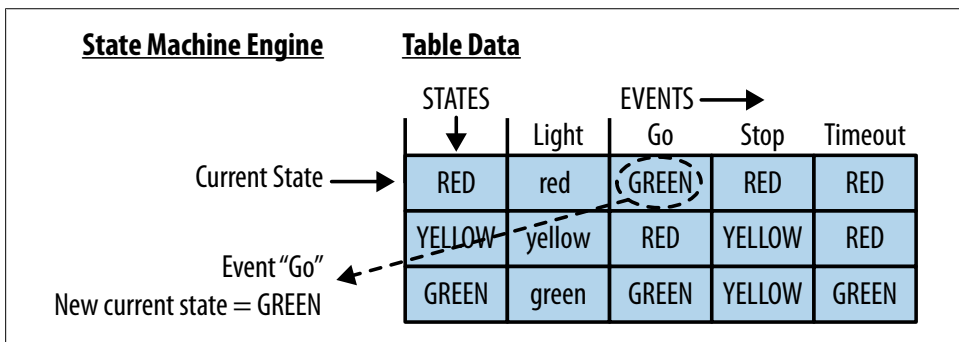 State Machine Engine Table Data
STATES EVENTS
Light Go Stop Timeout
Current State RED red GREEN RED RED
YELLOW yellow RED YELLOW RED
Event “Go”
New current state = GREEN GREEN green GREEN YELLOW GREEN